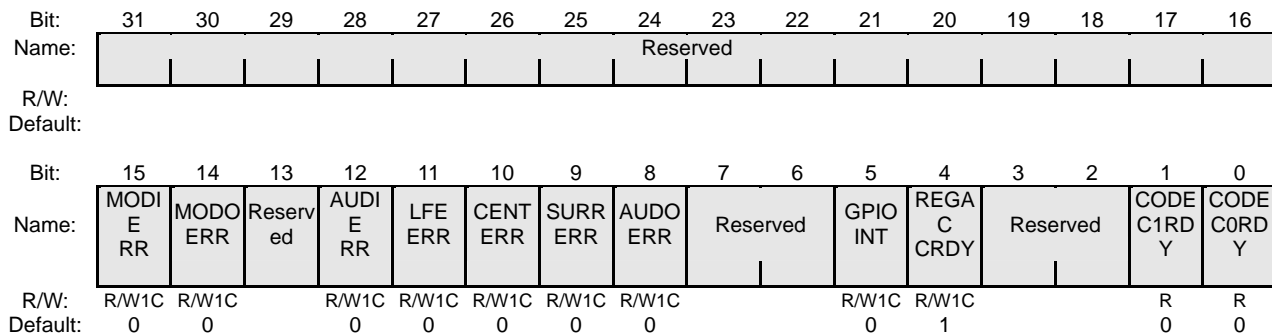 Bit: 31 30 29 28 27 26 25 24 23 22 21 20 19 18 17 16
Name: Reserved
R/W:
Default:
Bit: 15 14 13 12 11 10 9 8 7 6 5 4 3 2 1 0
MODI AUDI REGA CODE CODE
Name: E MODO Reserv E LFE CENT SURR AUDO Reserved GPIO C Reserved C1RD C0RD
RR ERR ed RR ERR ERR ERR ERR INT CRDY Y Y
R/W: R/W1C R/W1C R/W1C R/W1C R/W1C R/W1C R/W1C R/W1C R/W1C R R
Default: 0 0 0 0 0 0 0 0 1 0 0